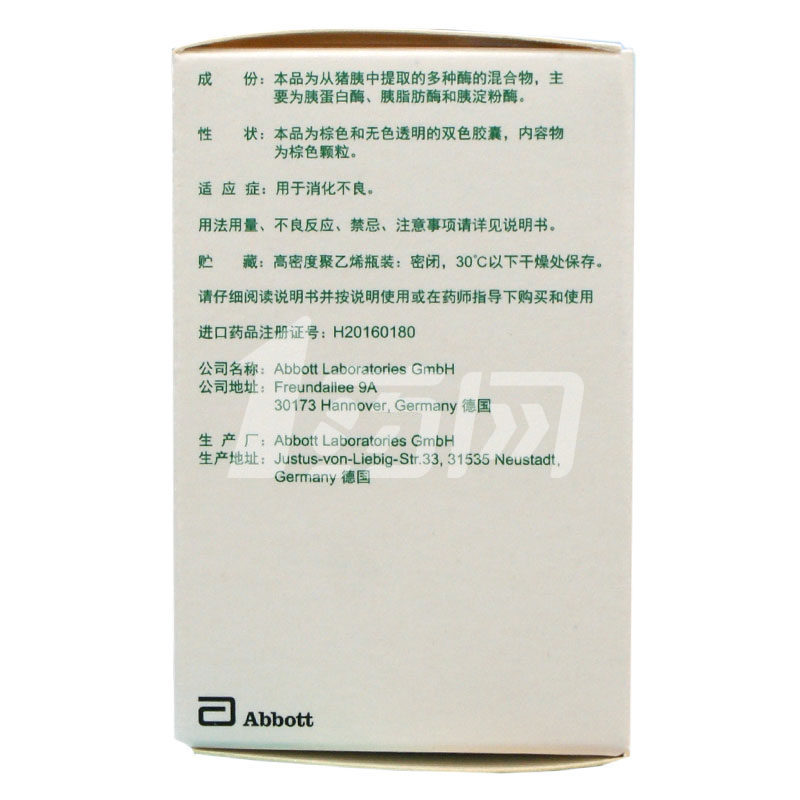 成 份：本品为从猪胰中提取的多种酶的混合物，主
要为胰蛋白酶、胰脂肪酶和胰淀粉酶。
性 状：本品为棕色和无色透明的双色胶囊，内容物
为棕色颗粒。
适 应 症：用于消化不良。
用法用量、不良反应、禁忌、注意事项请详见说明书。
贮 藏：高密度聚乙烯瓶装：密闭，30℃以下干燥处保存。
请仔细阅读说明书并按说明使用或在药师指导下购买和使用
进口药品注册证号：H20160180
公司名称：Abbott Laboratories GmbH
公司地址：Freundallee 9A
30173 Hannover, Germany 德国
生 产 厂：Abbott Laboratories GmbH
生产地址：Justus-von-Liebig-Str.33, 31535 Neustadt,
Germany 德国
1药网
Abbott